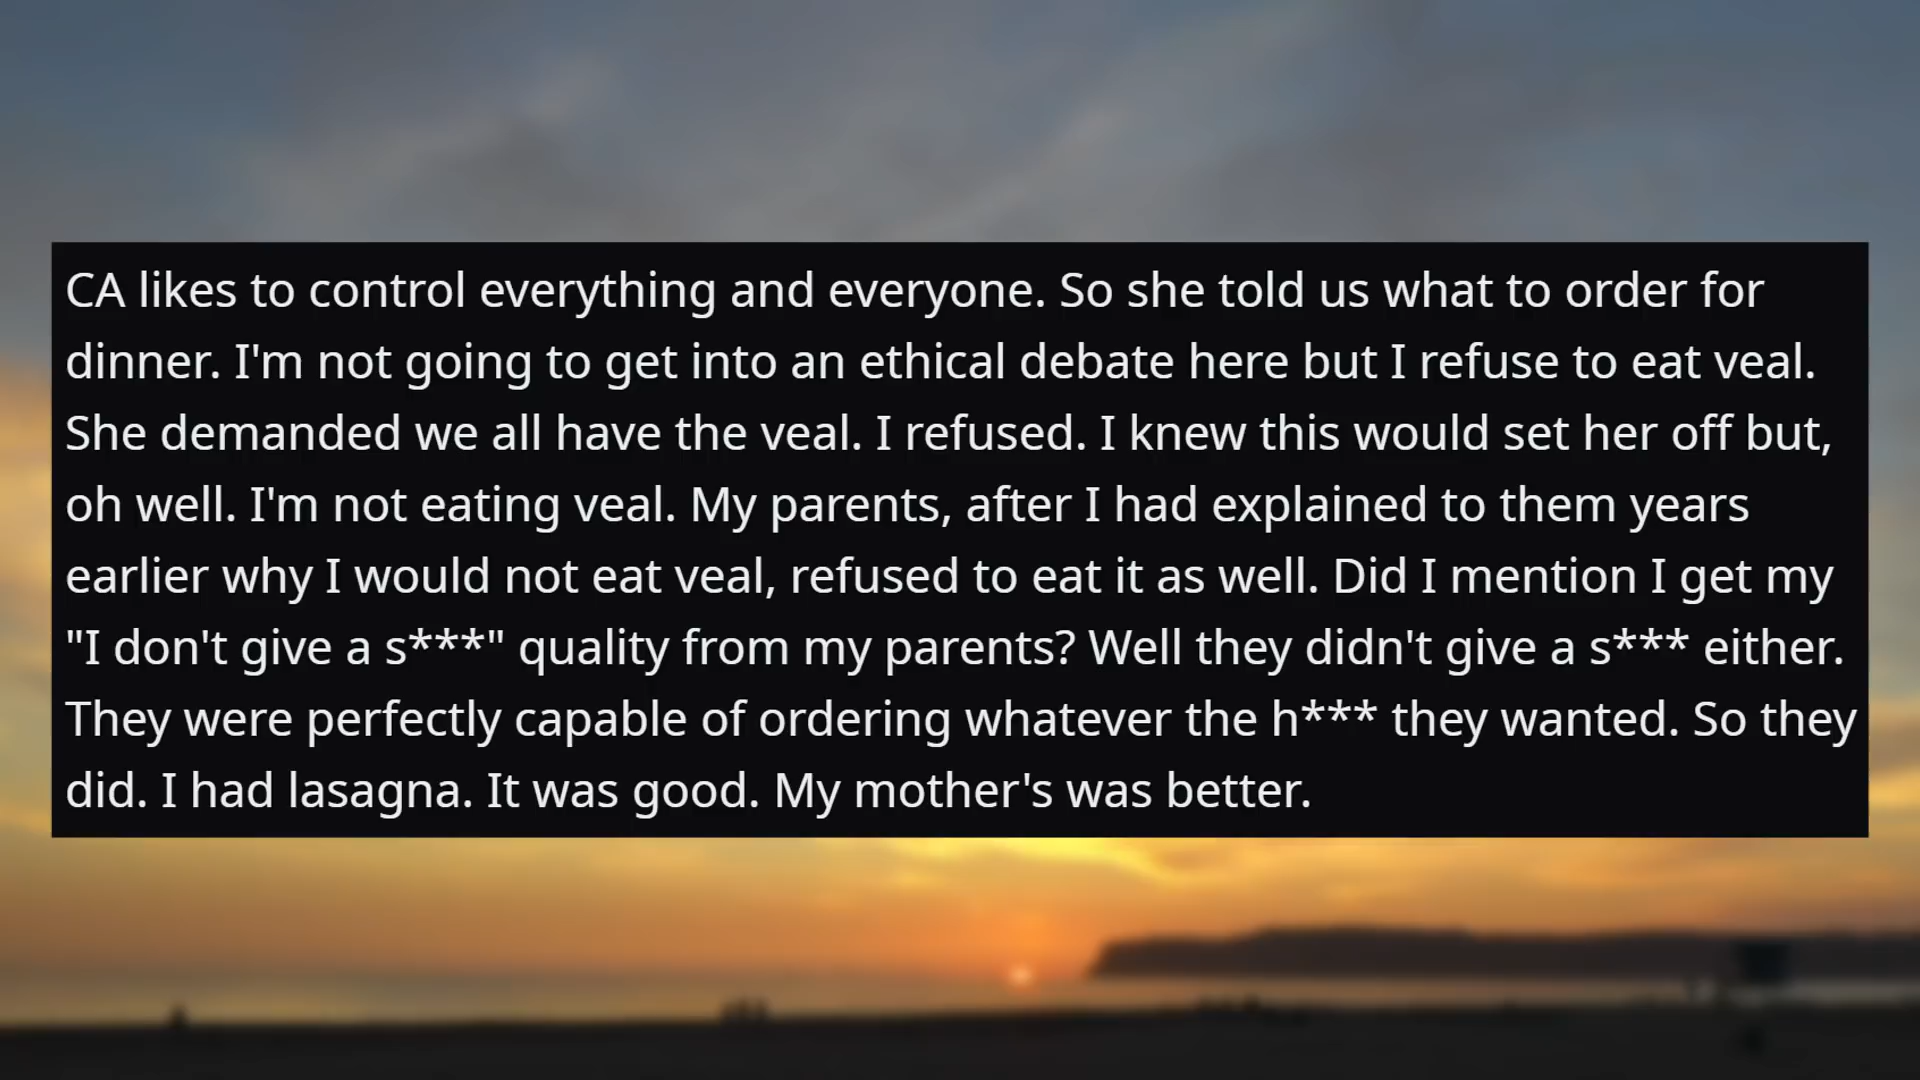 CA likes to control everything and everyone. So she told us what to order for
dinner. I'm not going to get into an ethical debate here but I refuse to eat veal.
She demanded we all have the veal. I refused. I knew this would set her off but,
oh well. I'm not eating veal. My parents, after I had explained to them years
earlier why I would not eat veal, refused to eat it as well. Did I mention I get my
"I don't give a s***" quality from my parents? Well they didn't give a s*** either.
They were perfectly capable of ordering whatever the h*** they wanted. So they
did. I had lasagna. It was good. My mother's was better.